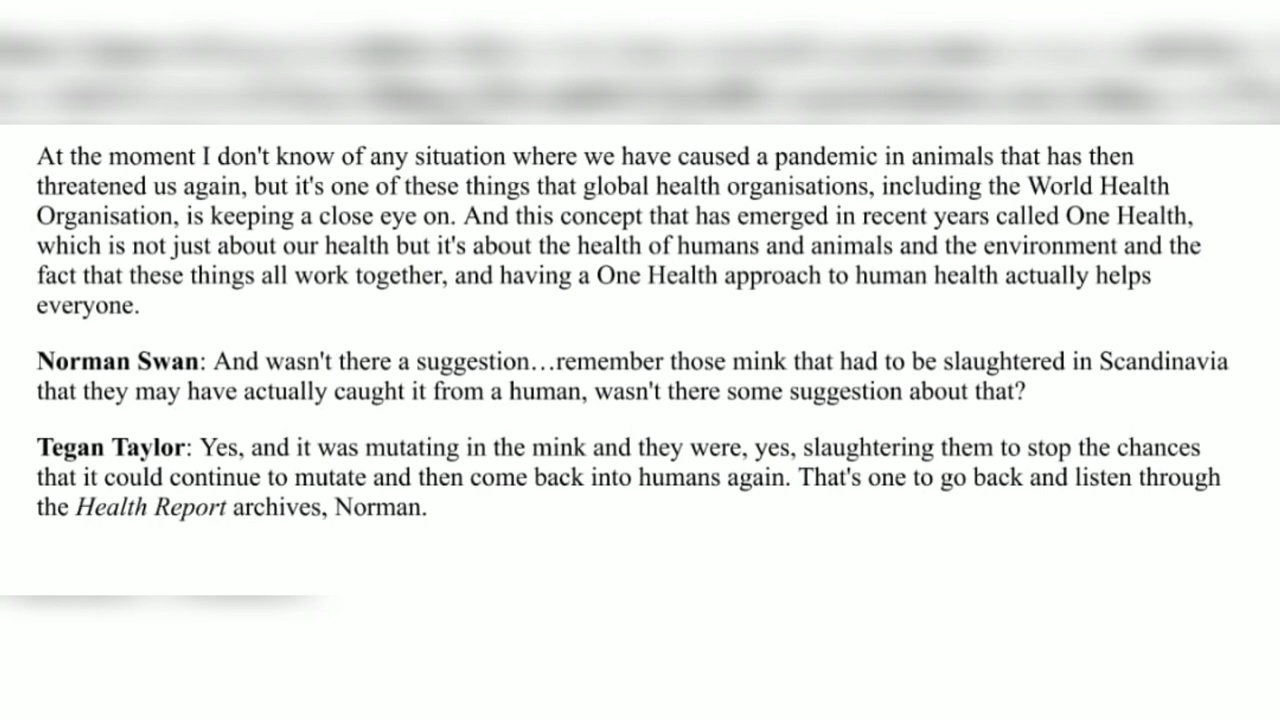 At the moment I don't know of any situation where we have caused a pandemic in animals that has then
threatened us again, but it's one of these things that global health organisations, including the World Health
Organisation, is keeping a close eye on. And this concept that has emerged in recent years called One Health,
which is not just about our health but it's about the health of humans and animals and the environment and the
fact that these things all work together, and having a One Health approach to human health actually helps
everyone.
Norman Swan: And wasn't there a suggestion…remember those mink that had to be slaughtered in Scandinavia
that they may have actually caught it from a human, wasn't there some suggestion about that?
Tegan Taylor: Yes, and it was mutating in the mink and they were, yes, slaughtering them to stop the chances
that it could continue to mutate and then come back into humans again. That's one to go back and listen through
the Health Report archives, Norman.